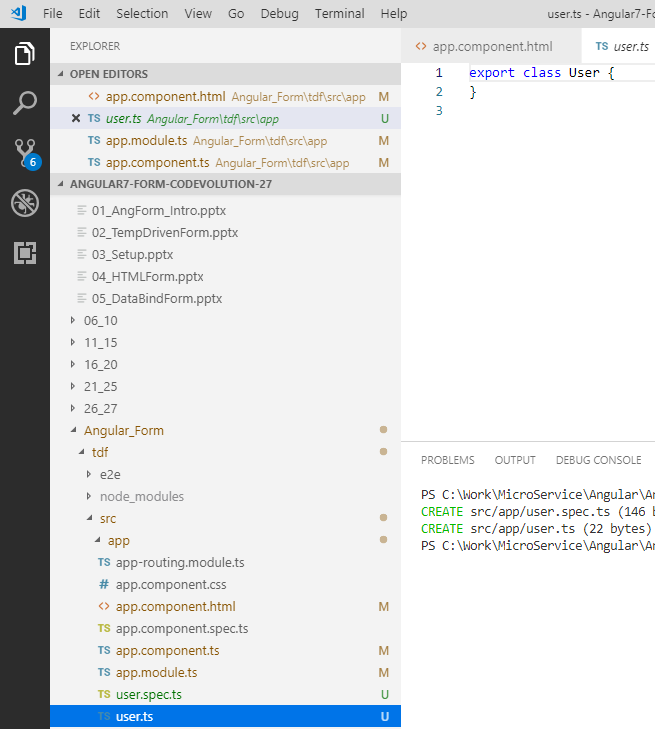 File Edit Selection View Go Debug Terminal Help user.ts - Angular7-Fo
EXPLORER
OPEN EDITORS
<> app.component.html Angular_Form\tdf\src\app M
TS user.ts Angular_Form\tdf\src\app U
TS app.module.ts Angular_Form\tdf\src\app M
TS app.component.ts Angular_Form\tdf\src\app M
6
ANGULAR7-FORM-CODEVOLUTION-27
01_AngForm_Intro.pptx
02_TempDrivenForm.pptx
03_Setup.pptx
04_HTMLForm.pptx
05_DataBindForm.pptx
06_10
11_15
16_20
21_25
26_27
Angular_Form
tdf
e2e
node_modules
src
app
TS app-routing.module.ts
# app.component.css
<> app.component.html M
TS app.component.spec.ts
TS app.component.ts M
TS app.module.ts M
TS user.spec.ts U
TS user.ts U
<> app.component.html TS user.ts
1 export class User {
2 }
3
PROBLEMS OUTPUT DEBUG CONSOLE
PS C:\Work\MicroService\Angular\An
CREATE src/app/user.spec.ts (146 b
CREATE src/app/user.ts (22 bytes)
PS C:\Work\MicroService\Angular\An